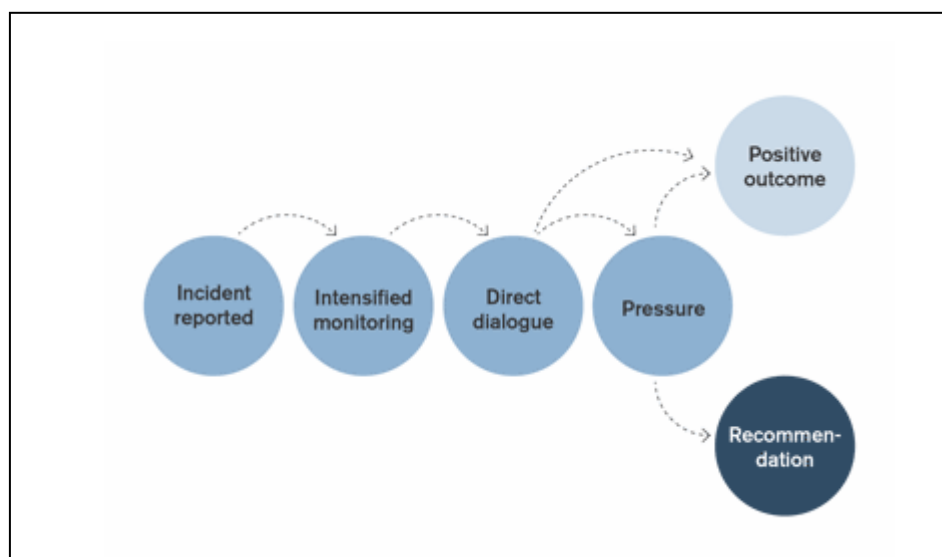 Positive
outcome
Incident
reported
Intensified
monitoring
Direct
dialogue
Pressure
Recommen-
dation